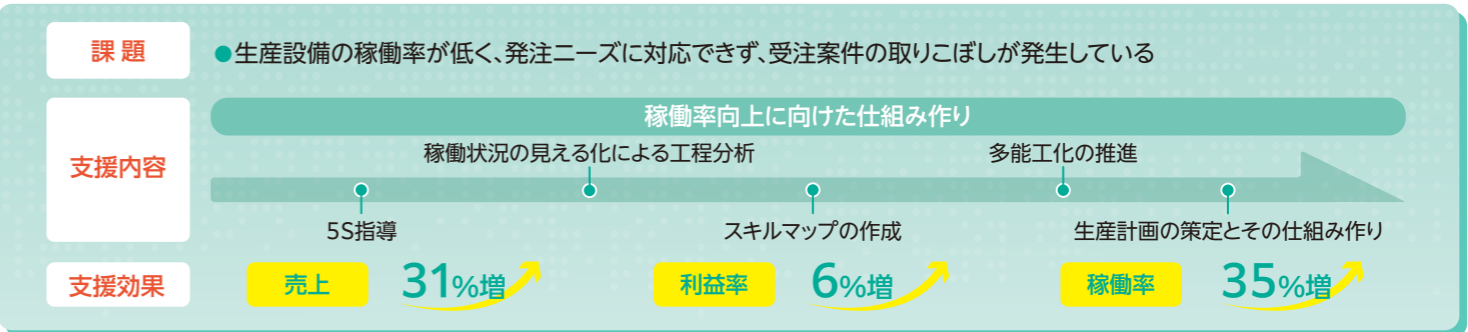 課題
●生産設備の稼働率が低く、発注ニーズに対応できず、受注案件の取りこぼしが発生している
支援内容
稼働率向上に向けた仕組み作り
稼働状況の見える化による工程分析
多能工化の推進
5S指導
スキルマップの作成
生産計画の策定とその仕組み作り
支援効果
売上 31%増
利益率 6%増
稼働率 35%増